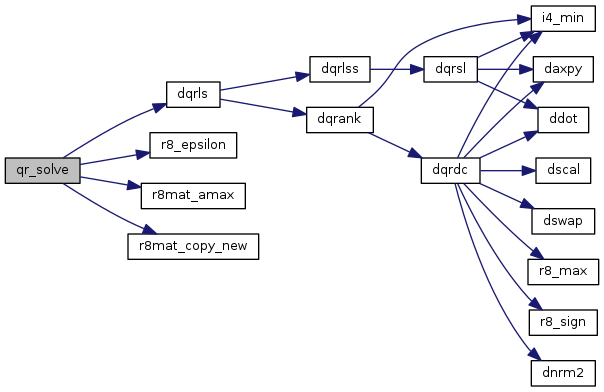 qr_solve
dqrls
r8_epsilon
r8mat_amax
r8mat_copy_new
dqrlss
dqrank
dqrsl
dqrdc
i4_min
daxpy
ddot
dscal
dswap
r8_max
r8_sign
dnrm2